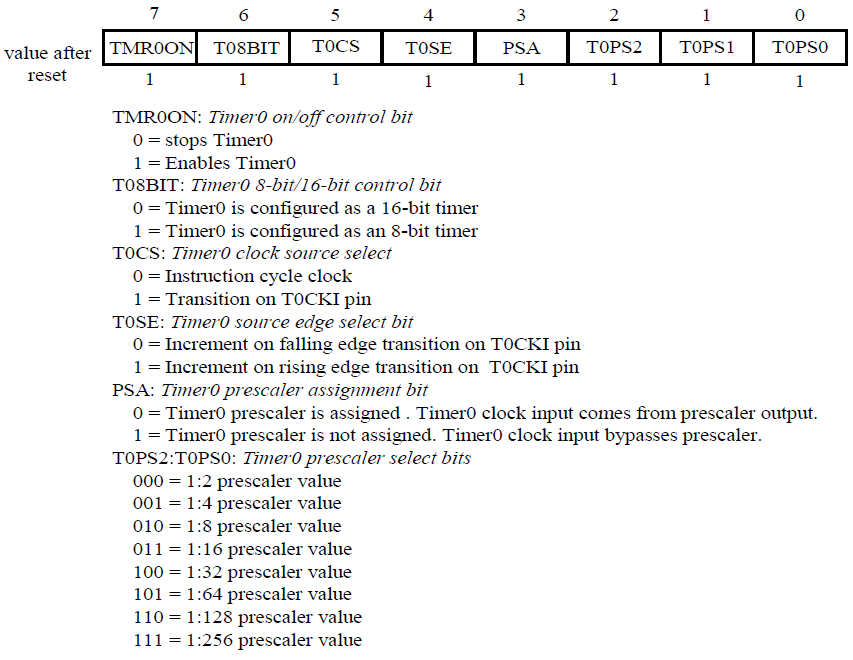 7 6 5 4 3 2 1 0
value after reset
TMR0ON T08BIT T0CS T0SE PSA T0PS2 T0PS1 T0PS0
1 1 1 1 1 1 1 1
TMR0ON: Timer0 on/off control bit
0 = stops Timer0
1 = Enables Timer0
T08BIT: Timer0 8-bit/16-bit control bit
0 = Timer0 is configured as a 16-bit timer
1 = Timer0 is configured as an 8-bit timer
T0CS: Timer0 clock source select
0 = Instruction cycle clock
1 = Transition on T0CKI pin
T0SE: Timer0 source edge select bit
0 = Increment on falling edge transition on T0CKI pin
1 = Increment on rising edge transition on  T0CKI pin
PSA: Timer0 prescaler assignment bit
0 = Timer0 prescaler is assigned . Timer0 clock input comes from prescaler output.
1 = Timer0 prescaler is not assigned. Timer0 clock input bypasses prescaler.
T0PS2:T0PS0: Timer0 prescaler select bits
000 = 1:2 prescaler value
001 = 1:4 prescaler value
010 = 1:8 prescaler value
011 = 1:16 prescaler value
100 = 1:32 prescaler value
101 = 1:64 prescaler value
110 = 1:128 prescaler value
111 = 1:256 prescaler value